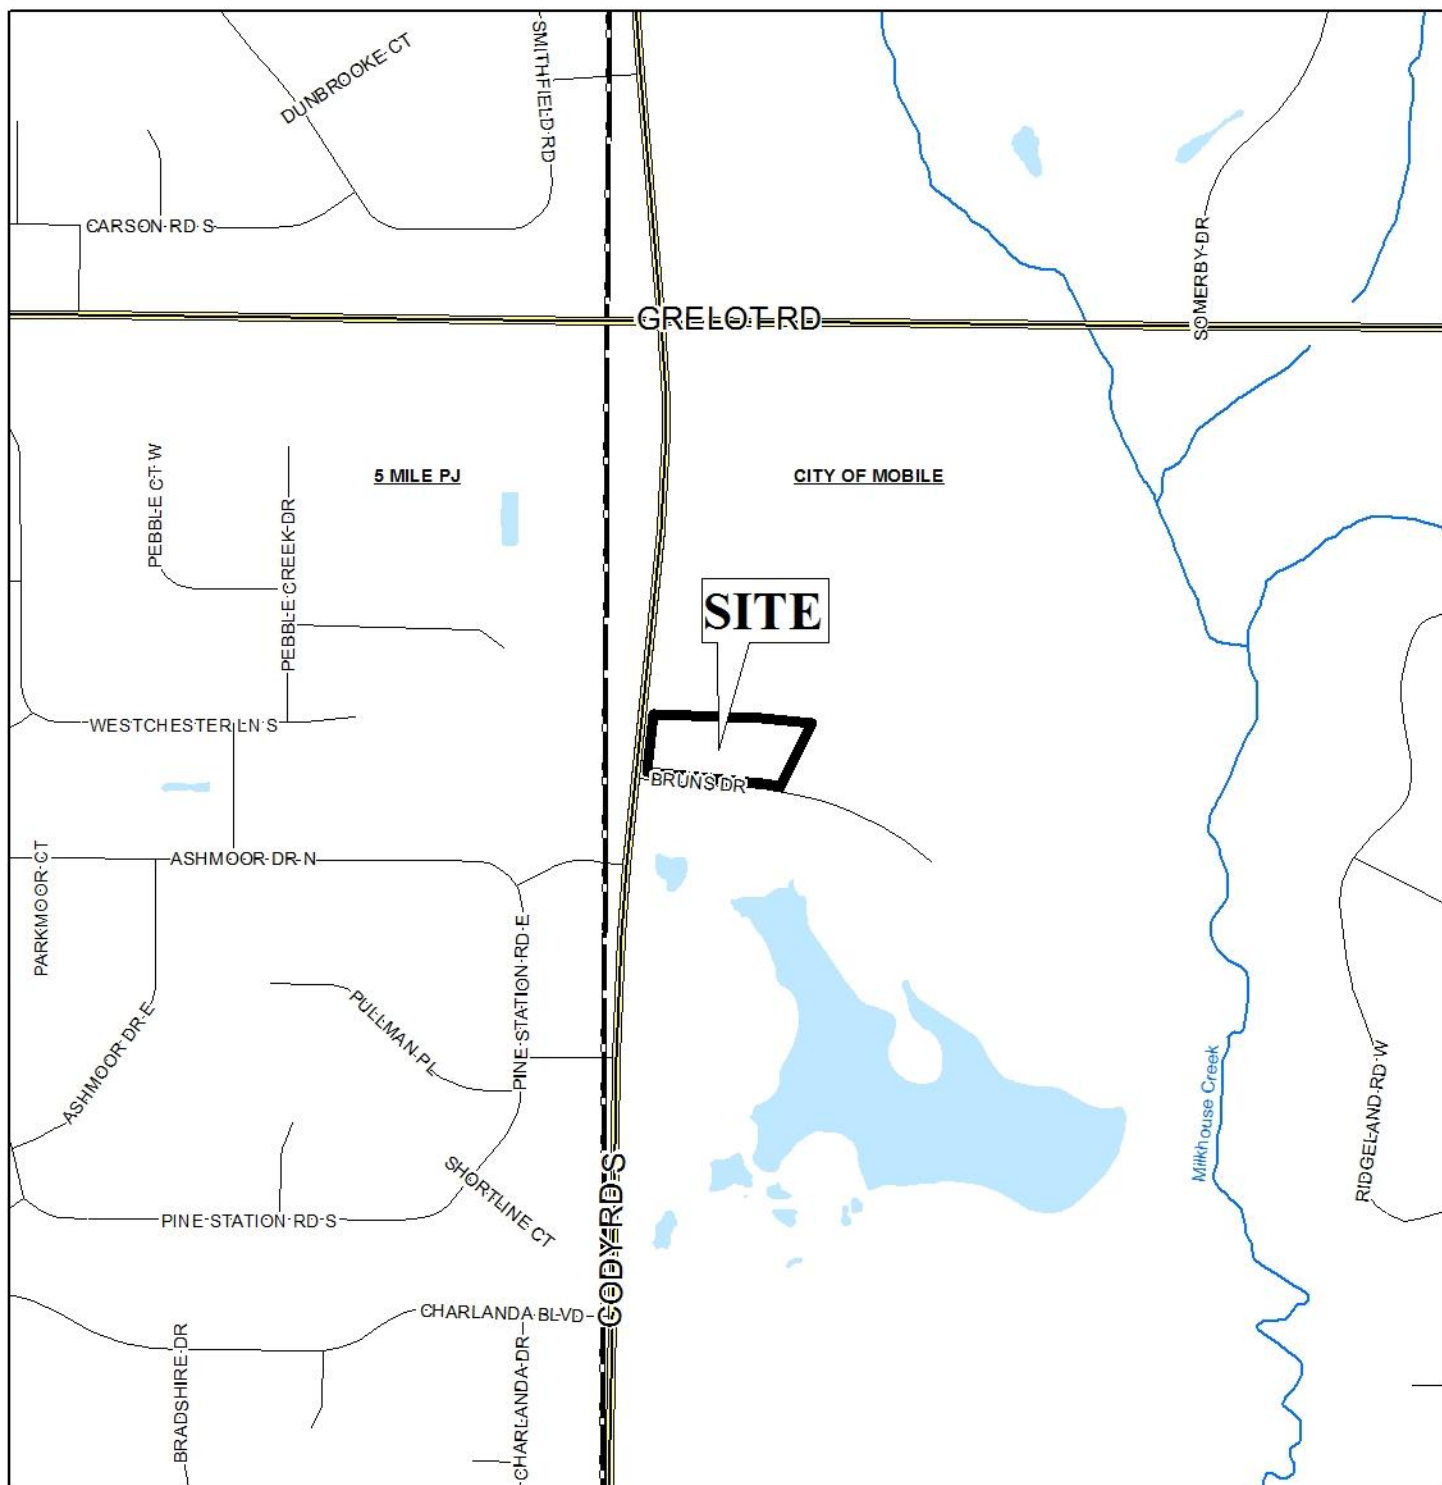 DUNBROOKE CT
SMITHFIELD RD
CARSON RD S
SOMERBY DR
GRELOT RD
PEBBLE CT W
PEBBLE CREEK DR
5 MILE PJ
CITY OF MOBILE
SITE
WESTCHESTER LN S
BRUNS DR
PARKMOOR CT
ASHMOOR DR N
PINE STATION RD E
ASHMOOR DR E
PULLMAN PL
Milkhouse Creek
RIDGELAND RD W
SHORTLINE CT
PINE STATION RD S
CODY RD S
CHARLANDA BLVD
BRADSHIRE DR
CHARLANDA DR